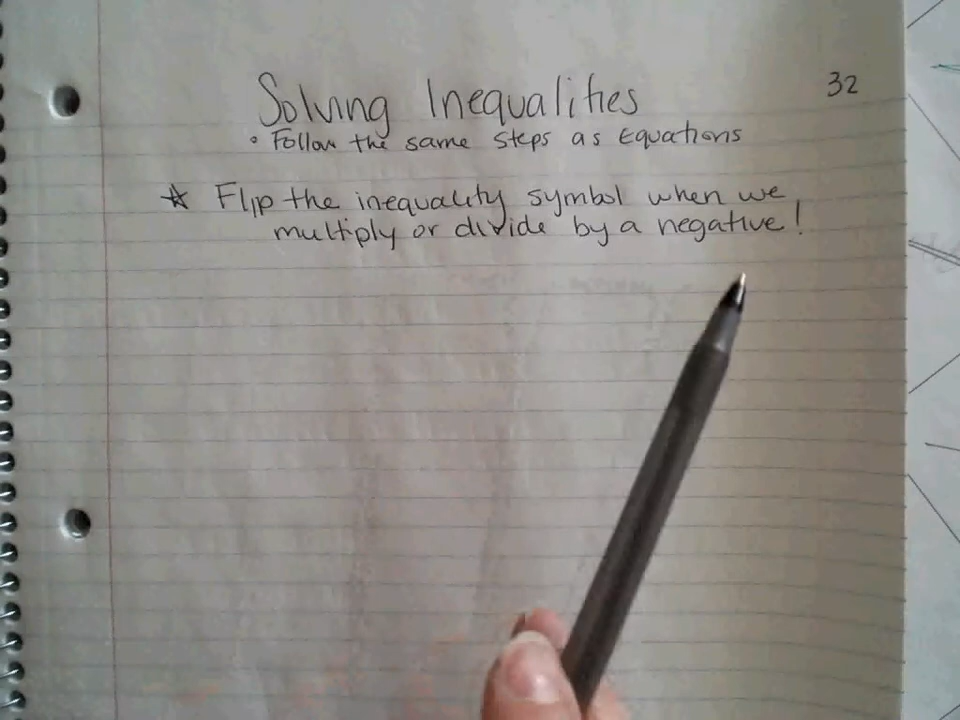 32
Solving Inequalities
• Follow the same steps as Equations
☆ Flip the inequality symbol when we
multiply or divide by a negative!